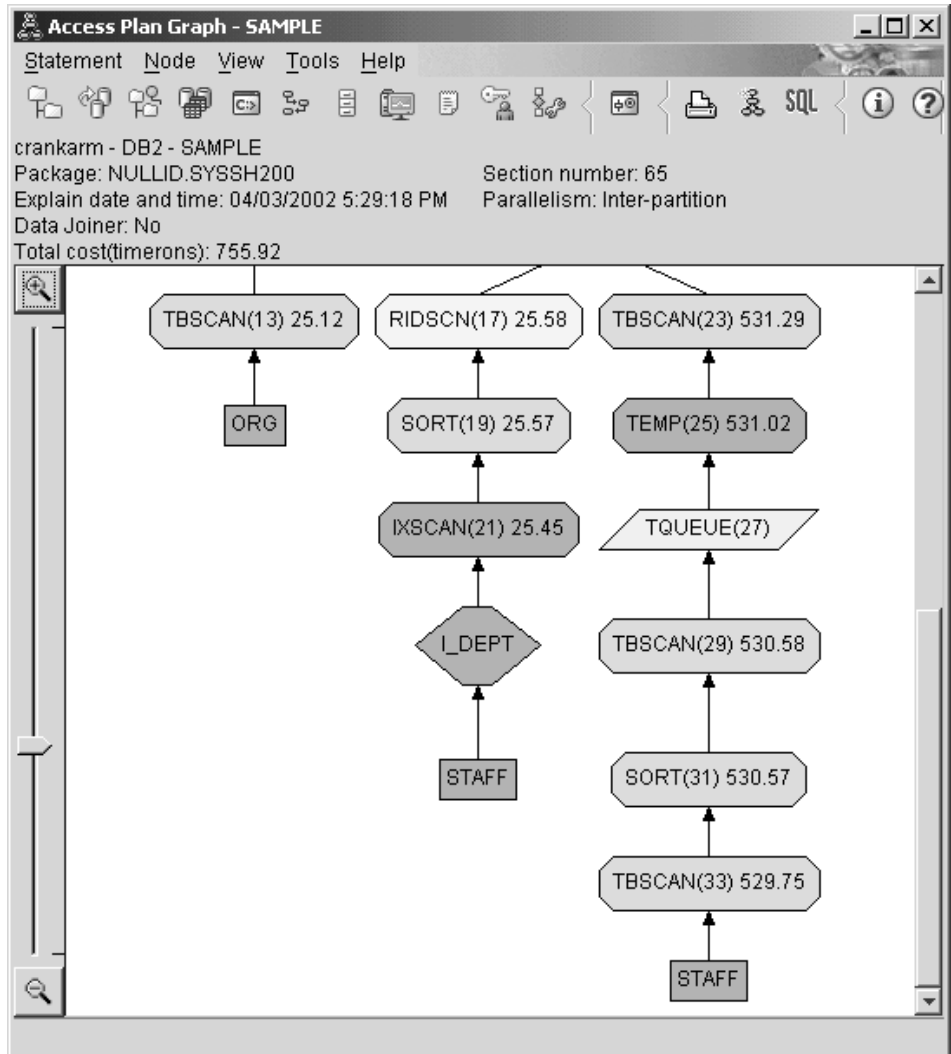 Access Plan Graph - SAMPLE
Statement Node View Tools Help
C:> SQL
crankarm - DB2 - SAMPLE
Package: NULLID.SYSSH200 Section number: 65
Explain date and time: 04/03/2002 5:29:18 PM Parallelism: Inter-partition
Data Joiner: No
Total cost(timerons): 755.92
TBSCAN(13) 25.12 RIDSCN(17) 25.58 TBSCAN(23) 531.29
ORG SORT(19) 25.57 TEMP(25) 531.02
IXSCAN(21) 25.45 TQUEUE(27)
I_DEPT TBSCAN(29) 530.58
STAFF SORT(31) 530.57
TBSCAN(33) 529.75
STAFF